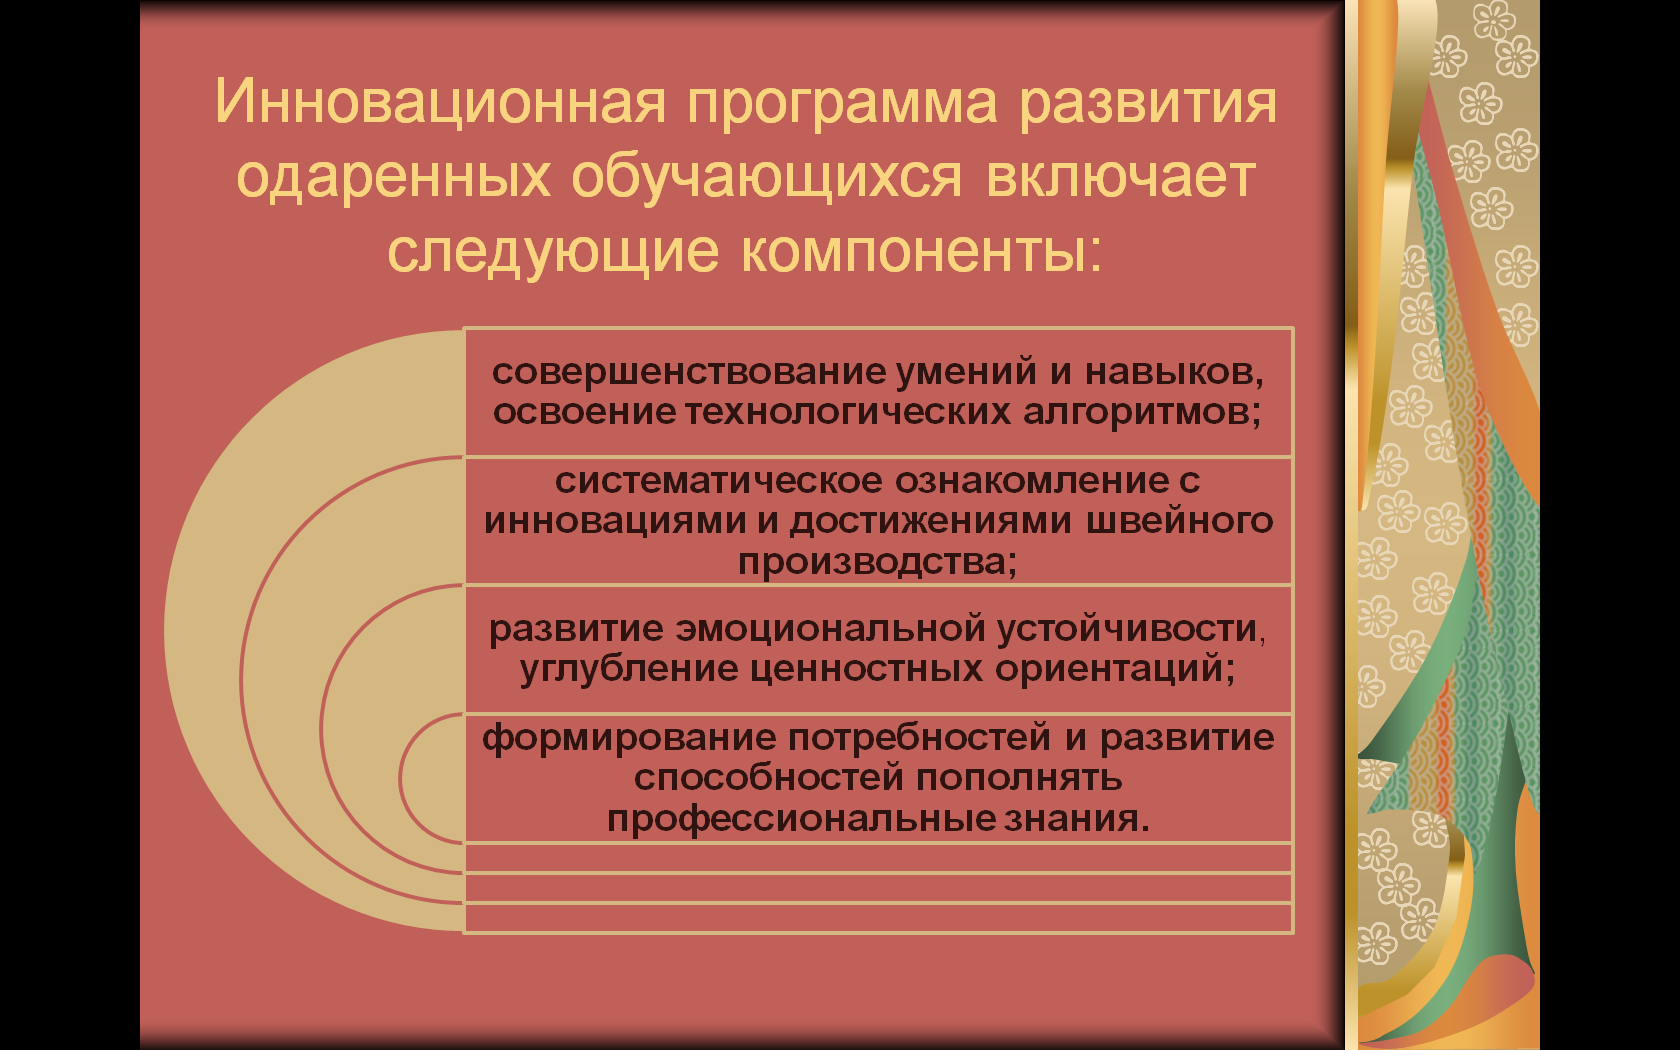 Инновационная программа развития
одаренных обучающихся включает
следующие компоненты:
совершенствование умений и навыков,
освоение технологических алгоритмов;
систематическое ознакомление с
инновациями и достижениями швейного
производства;
развитие эмоциональной устойчивости,
углубление ценностных ориентаций;
формирование потребностей и развитие
способностей пополнять
профессиональные знания.